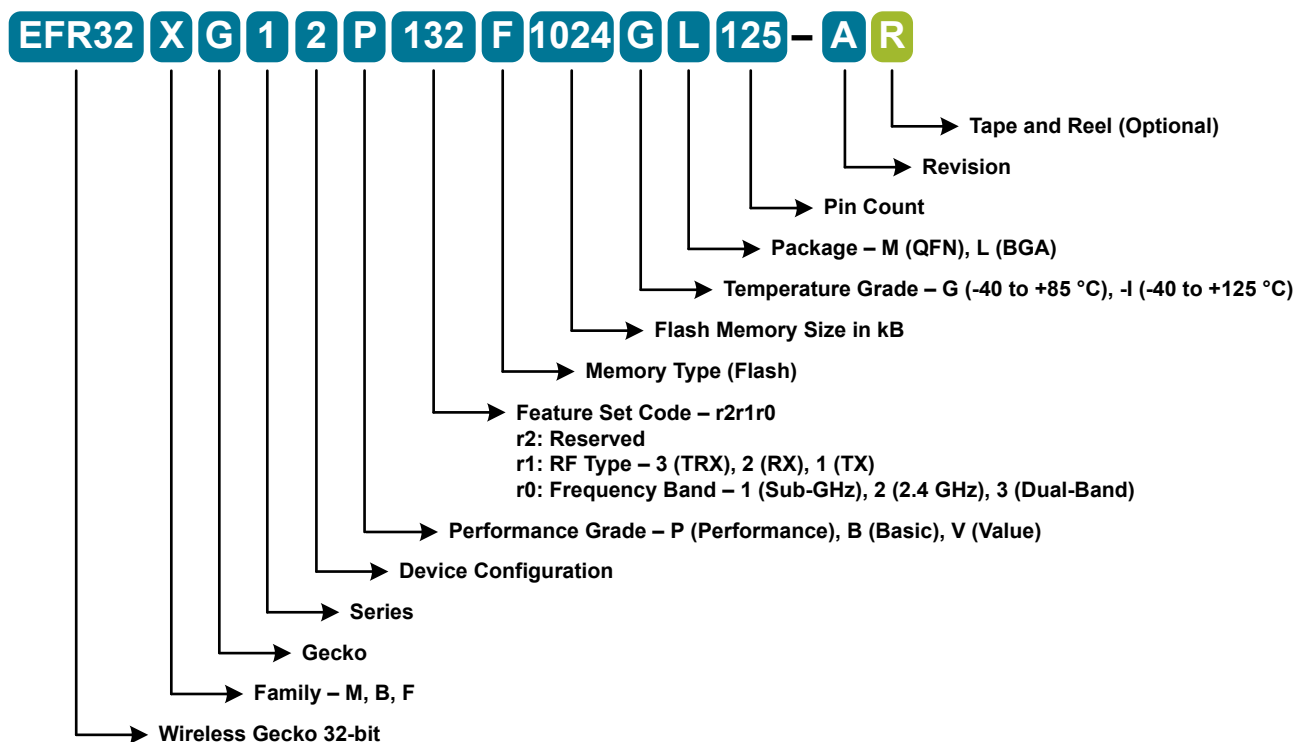 EFR32 X G 1 2 P 132 F 1024 G L 125 – A R
Tape and Reel (Optional)
Revision
Pin Count
Package – M (QFN), L (BGA)
Temperature Grade – G (-40 to +85 °C), -I (-40 to +125 °C)
Flash Memory Size in kB
Memory Type (Flash)
Feature Set Code – r2r1r0
r2: Reserved
r1: RF Type – 3 (TRX), 2 (RX), 1 (TX)
r0: Frequency Band – 1 (Sub-GHz), 2 (2.4 GHz), 3 (Dual-Band)
Performance Grade – P (Performance), B (Basic), V (Value)
Device Configuration
Series
Gecko
Family – M, B, F
Wireless Gecko 32-bit